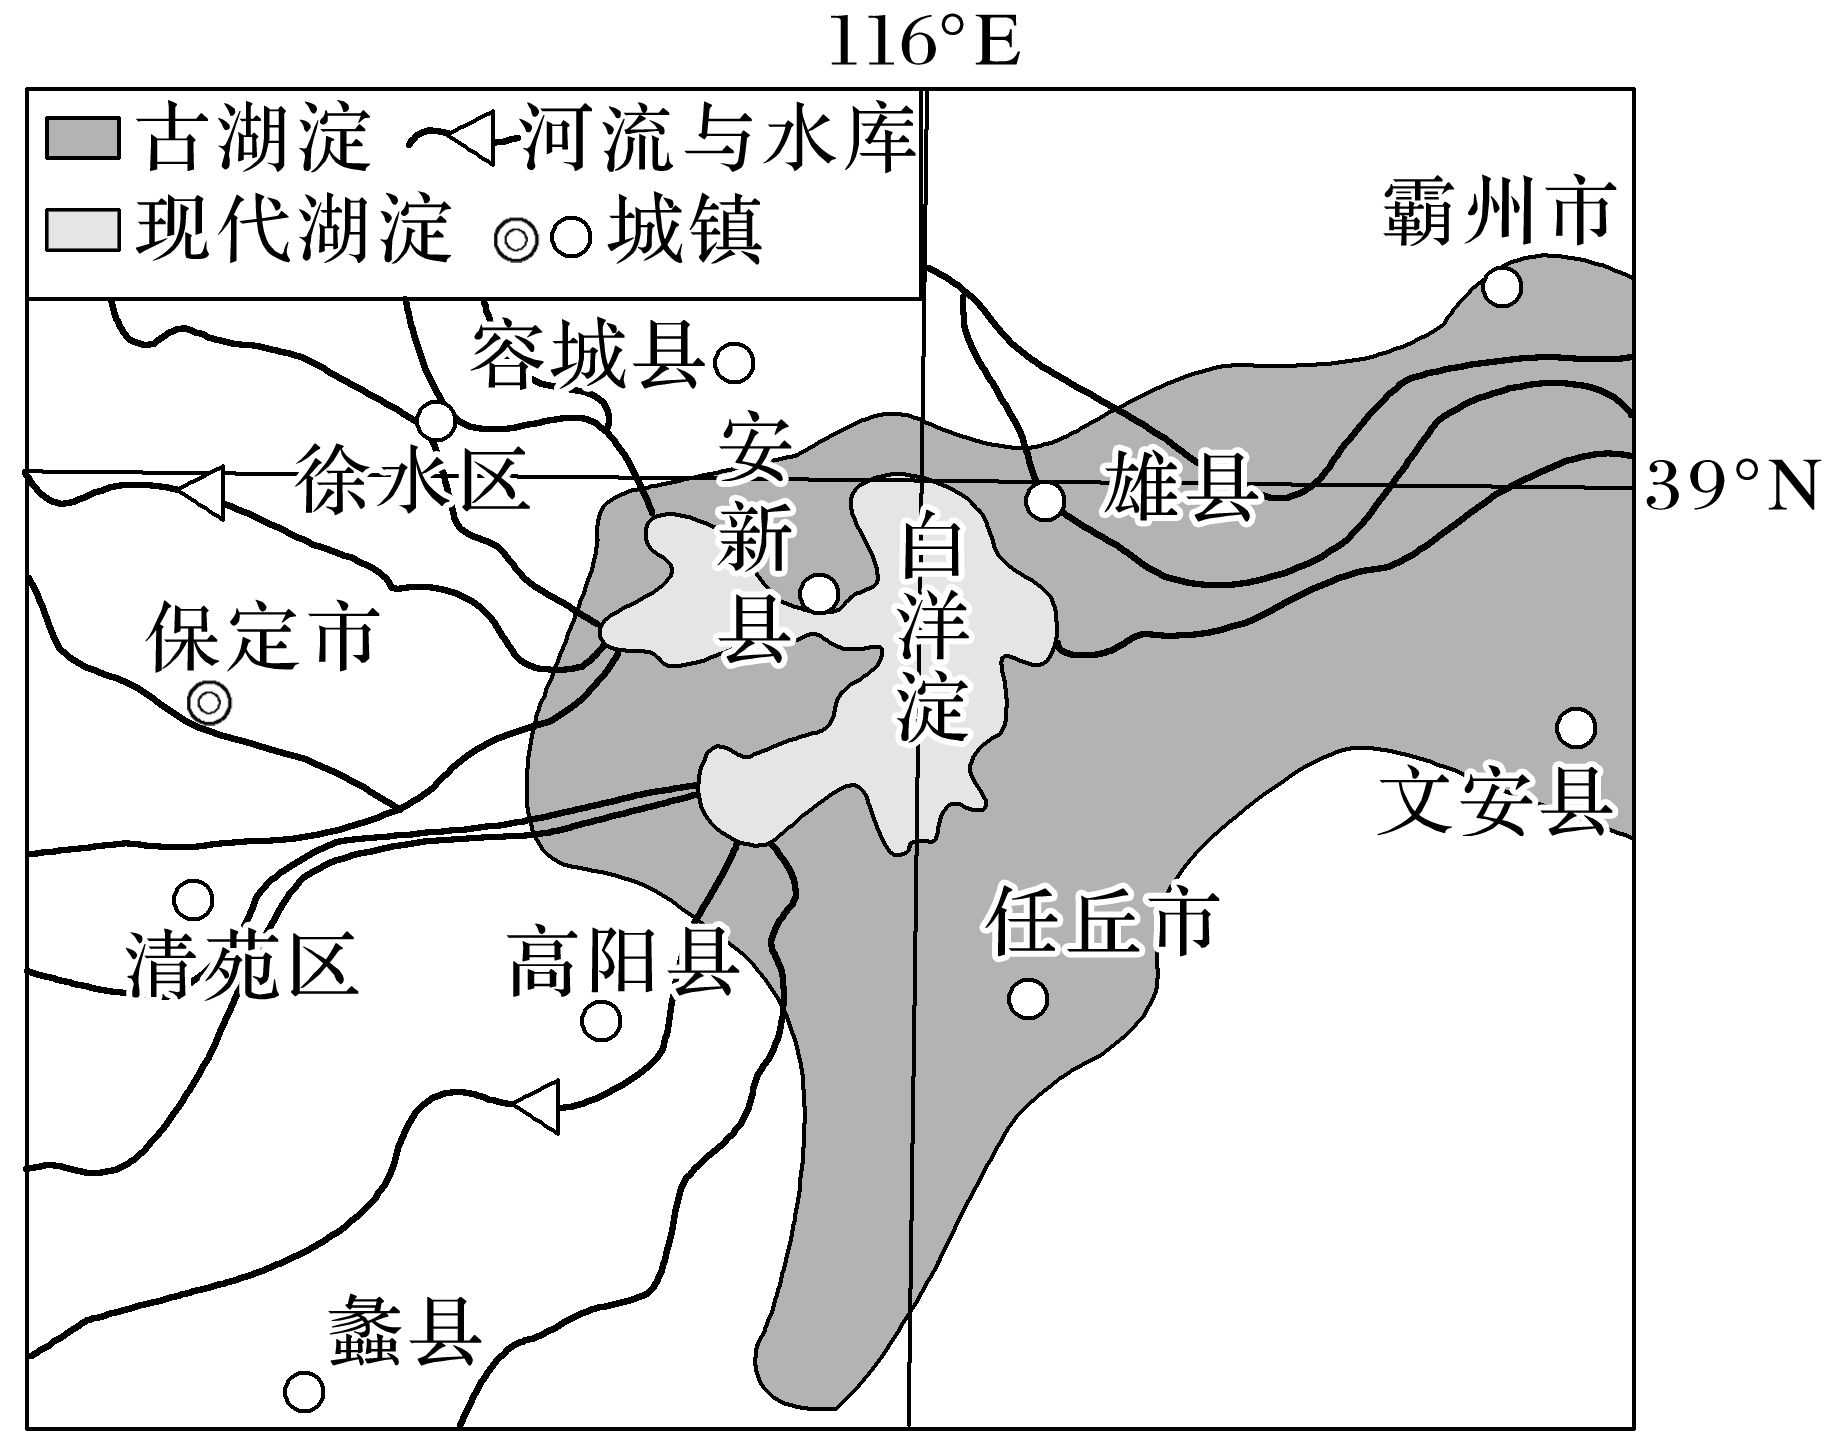 116°E
古湖淀 河流与水库
现代湖淀 城镇
霸州市
容城县
安新县
徐水区
雄县
39°N
白洋淀
保定市
文安县
任丘市
清苑区
高阳县
蠡县